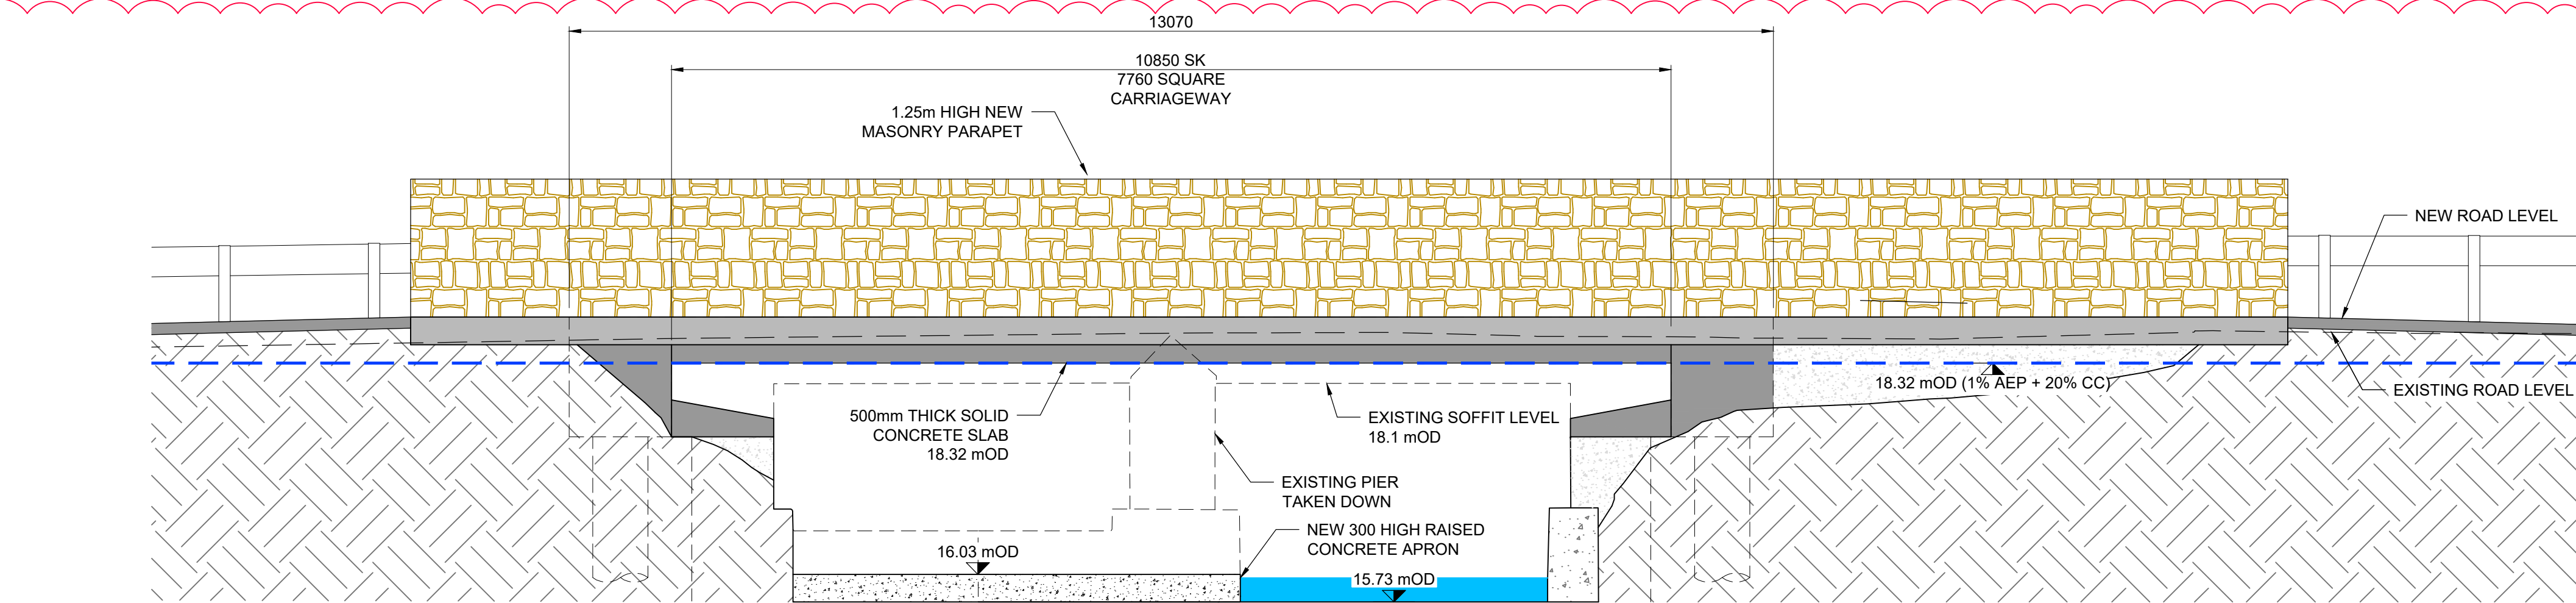 13070
10850 SK
7760 SQUARE
CARRIAGEWAY
1.25m HIGH NEW
MASONRY PARAPET
NEW ROAD LEVEL
18.32 mOD (1% AEP + 20% CC)
EXISTING ROAD LEVEL
500mm THICK SOLID
CONCRETE SLAB
18.32 mOD
EXISTING SOFFIT LEVEL
18.1 mOD
EXISTING PIER
TAKEN DOWN
NEW 300 HIGH RAISED
CONCRETE APRON
16.03 mOD
15.73 mOD